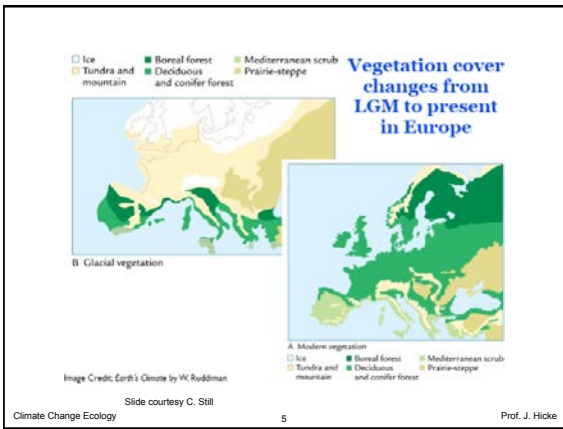 Ice Boreal forest Mediterranean scrub
Tundra and mountain Deciduous and conifer forest Prairie-steppe
Vegetation cover
changes from
LGM to present
in Europe
B Glacial vegetation
A Modern vegetation
Ice Boreal forest Mediterranean scrub
Tundra and mountain Deciduous and conifer forest Prairie-steppe
Image Credit: Earth's Climate by W. Ruddiman
Slide courtesy C. Still
Climate Change Ecology 5 Prof. J. Hicke